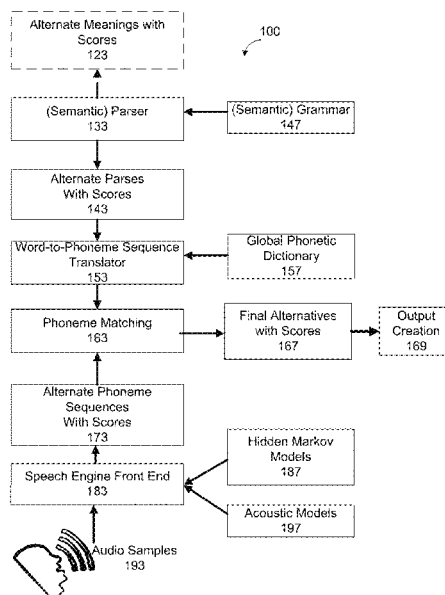 Alternate Meanings with
Scores
123
100
(Semantic) Parser
133
(Semantic) Grammar
147
Alternate Parses
With Scores
143
Word-to-Phoneme Sequence
Translator
153
Global Phonetic
Dictionary
157
Phoneme Matching
163
Final Alternatives
with Scores
167
Output
Creation
169
Alternate Phoneme
Sequences
With Scores
173
Hidden Markov
Models
187
Speech Engine Front End
183
Acoustic Models
197
Audio Samples
193